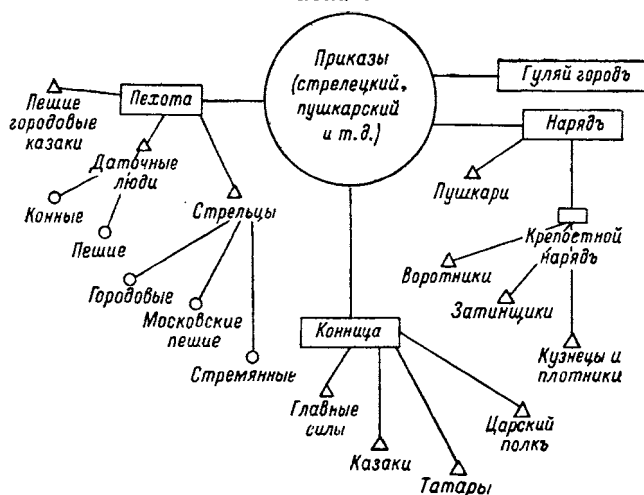 Приказы
(стрелецкий,
пушкарский
и т.д.)
Гуляй городъ
Пехота
Нарядъ
Пешие
городовые
казаки
Даточные
люди
Пушкари
Конные
Стрельцы
Пешие
Крепостной
нарядъ
Воротники
Городовые
Затинщики
Московские
пешие
Конница
Кузнецы и
плотники
Стремянные
Главные
силы
Царский
полкъ
Казаки
Татары